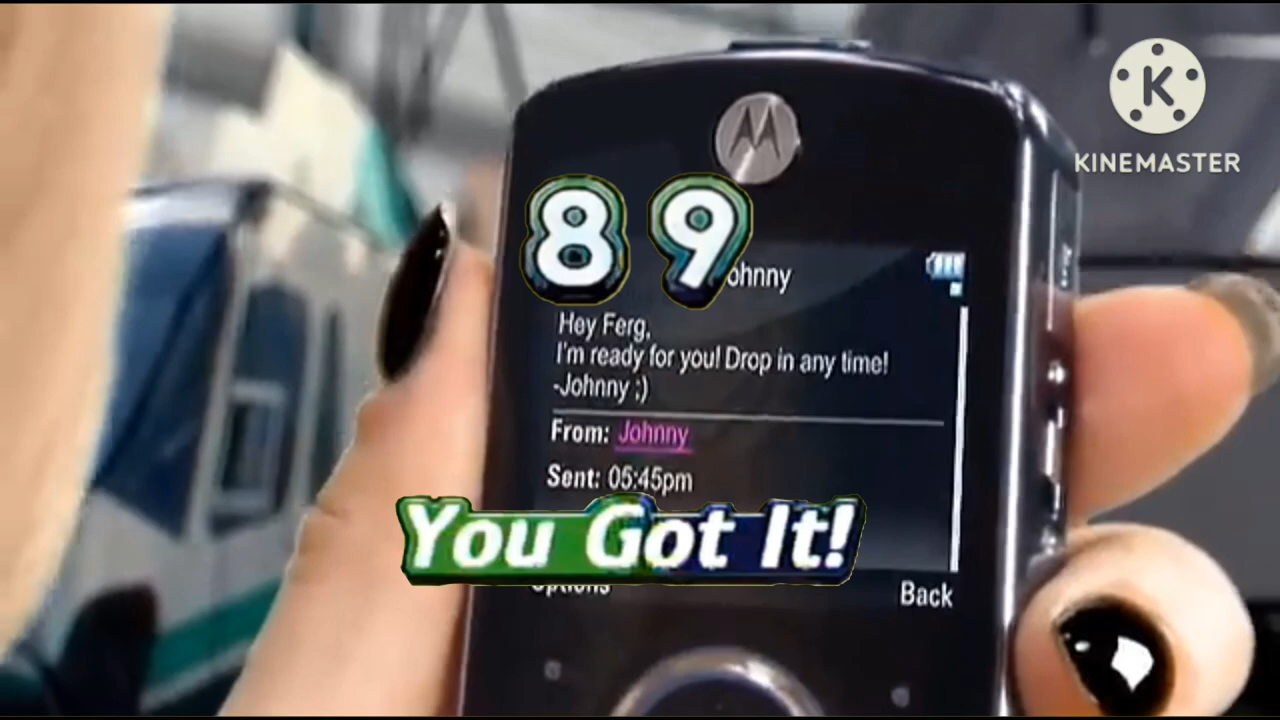 K
KINEMASTER
8 9
ohnny
Hey Ferg,
I'm ready for you! Drop in any time!
-Johnny ;)
From: Johnny
Sent: 05:45pm
You Got It!
Options
Back